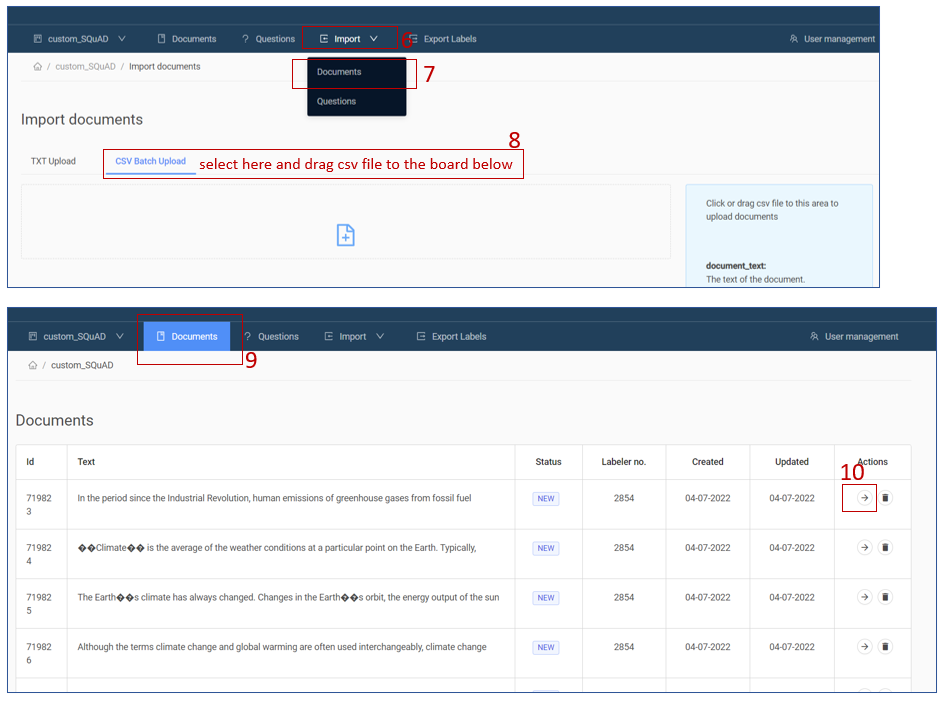 custom_SQuAD Documents ? Questions Import 6 Export Labels User management
/ custom_SQuAD / Import documents
Documents 7
Questions
Import documents
8
TXT Upload CSV Batch Upload select here and drag csv file to the board below
Click or drag csv file to this area to
upload documents
document_text:
The text of the document.
custom_SQuAD Documents ? Questions Import Export Labels User management
9
/ custom_SQuAD
Documents
Id Text Status Labeler no. Created Updated Actions
10
71982 In the period since the Industrial Revolution, human emissions of greenhouse gases from fossil fuel NEW 2854 04-07-2022 04-07-2022
3
71982 ��Climate�� is the average of the weather conditions at a particular point on the Earth. Typically, NEW 2854 04-07-2022 04-07-2022
4
71982 The Earth��s climate has always changed. Changes in the Earth��s orbit, the energy output of the sun NEW 2854 04-07-2022 04-07-2022
5
71982 Although the terms climate change and global warming are often used interchangeably, climate change NEW 2854 04-07-2022 04-07-2022
6